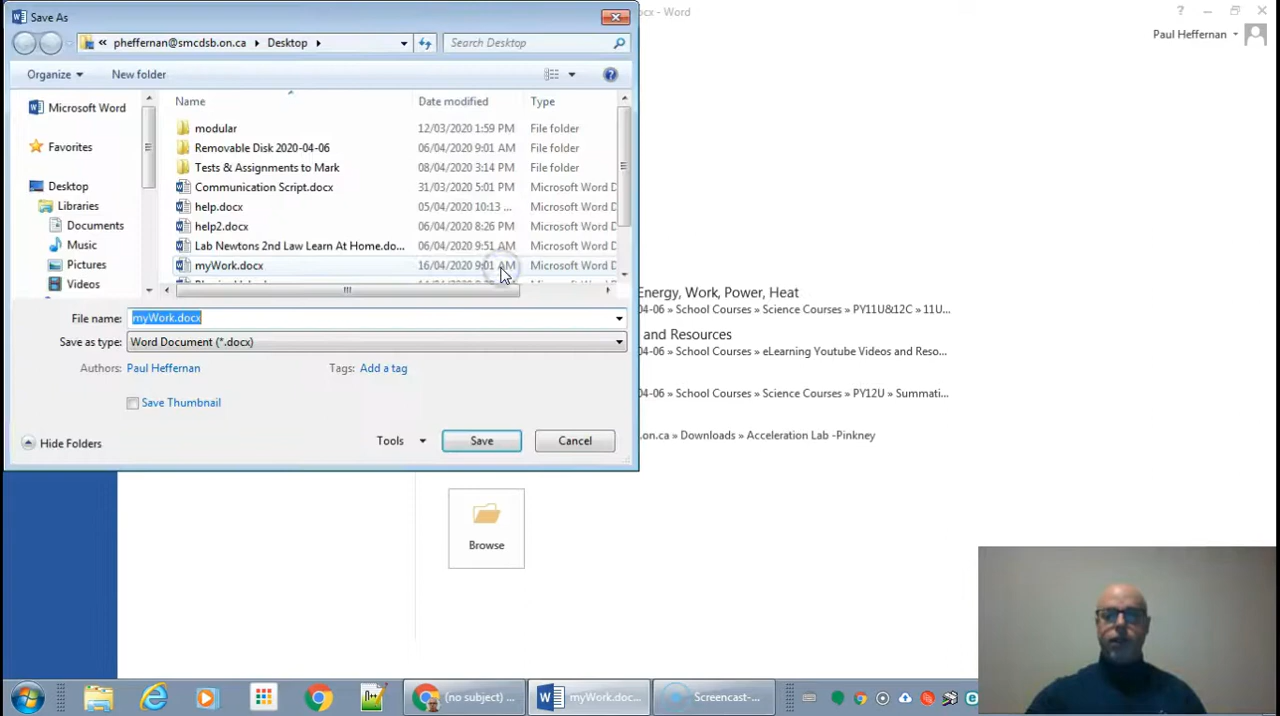 Save As
ocx - Word
?
Paul Heffernan
« pheffernan@smcdsb.on.ca Desktop
Search Desktop
Organize
New folder
Microsoft Word
Favorites
Desktop
Libraries
Documents
Music
Pictures
Videos
Name
Date modified
Type
modular 12/03/2020 1:59 PM File folder
Removable Disk 2020-04-06 06/04/2020 9:01 AM File folder
Tests & Assignments to Mark 08/04/2020 3:14 PM File folder
Communication Script.docx 31/03/2020 5:01 PM Microsoft Word D
help.docx 05/04/2020 10:13 ... Microsoft Word D
help2.docx 06/04/2020 8:26 PM Microsoft Word D
Lab Newtons 2nd Law Learn At Home.do... 06/04/2020 9:51 AM Microsoft Word D
myWork.docx 16/04/2020 9:01 AM Microsoft Word D
File name: myWork.docx
Save as type: Word Document (*.docx)
Authors: Paul Heffernan
Tags: Add a tag
Save Thumbnail
Hide Folders
Tools
Save
Cancel
Energy, Work, Power, Heat
04-06 » School Courses » Science Courses » PY11U&12C » 11U...
and Resources
04-06 » School Courses » eLearning Youtube Videos and Reso...
04-06 » School Courses » Science Courses » PY12U » Summati...
.on.ca » Downloads » Acceleration Lab -Pinkney
Browse
(no subject) ...
myWork.doc...
Screencast-...